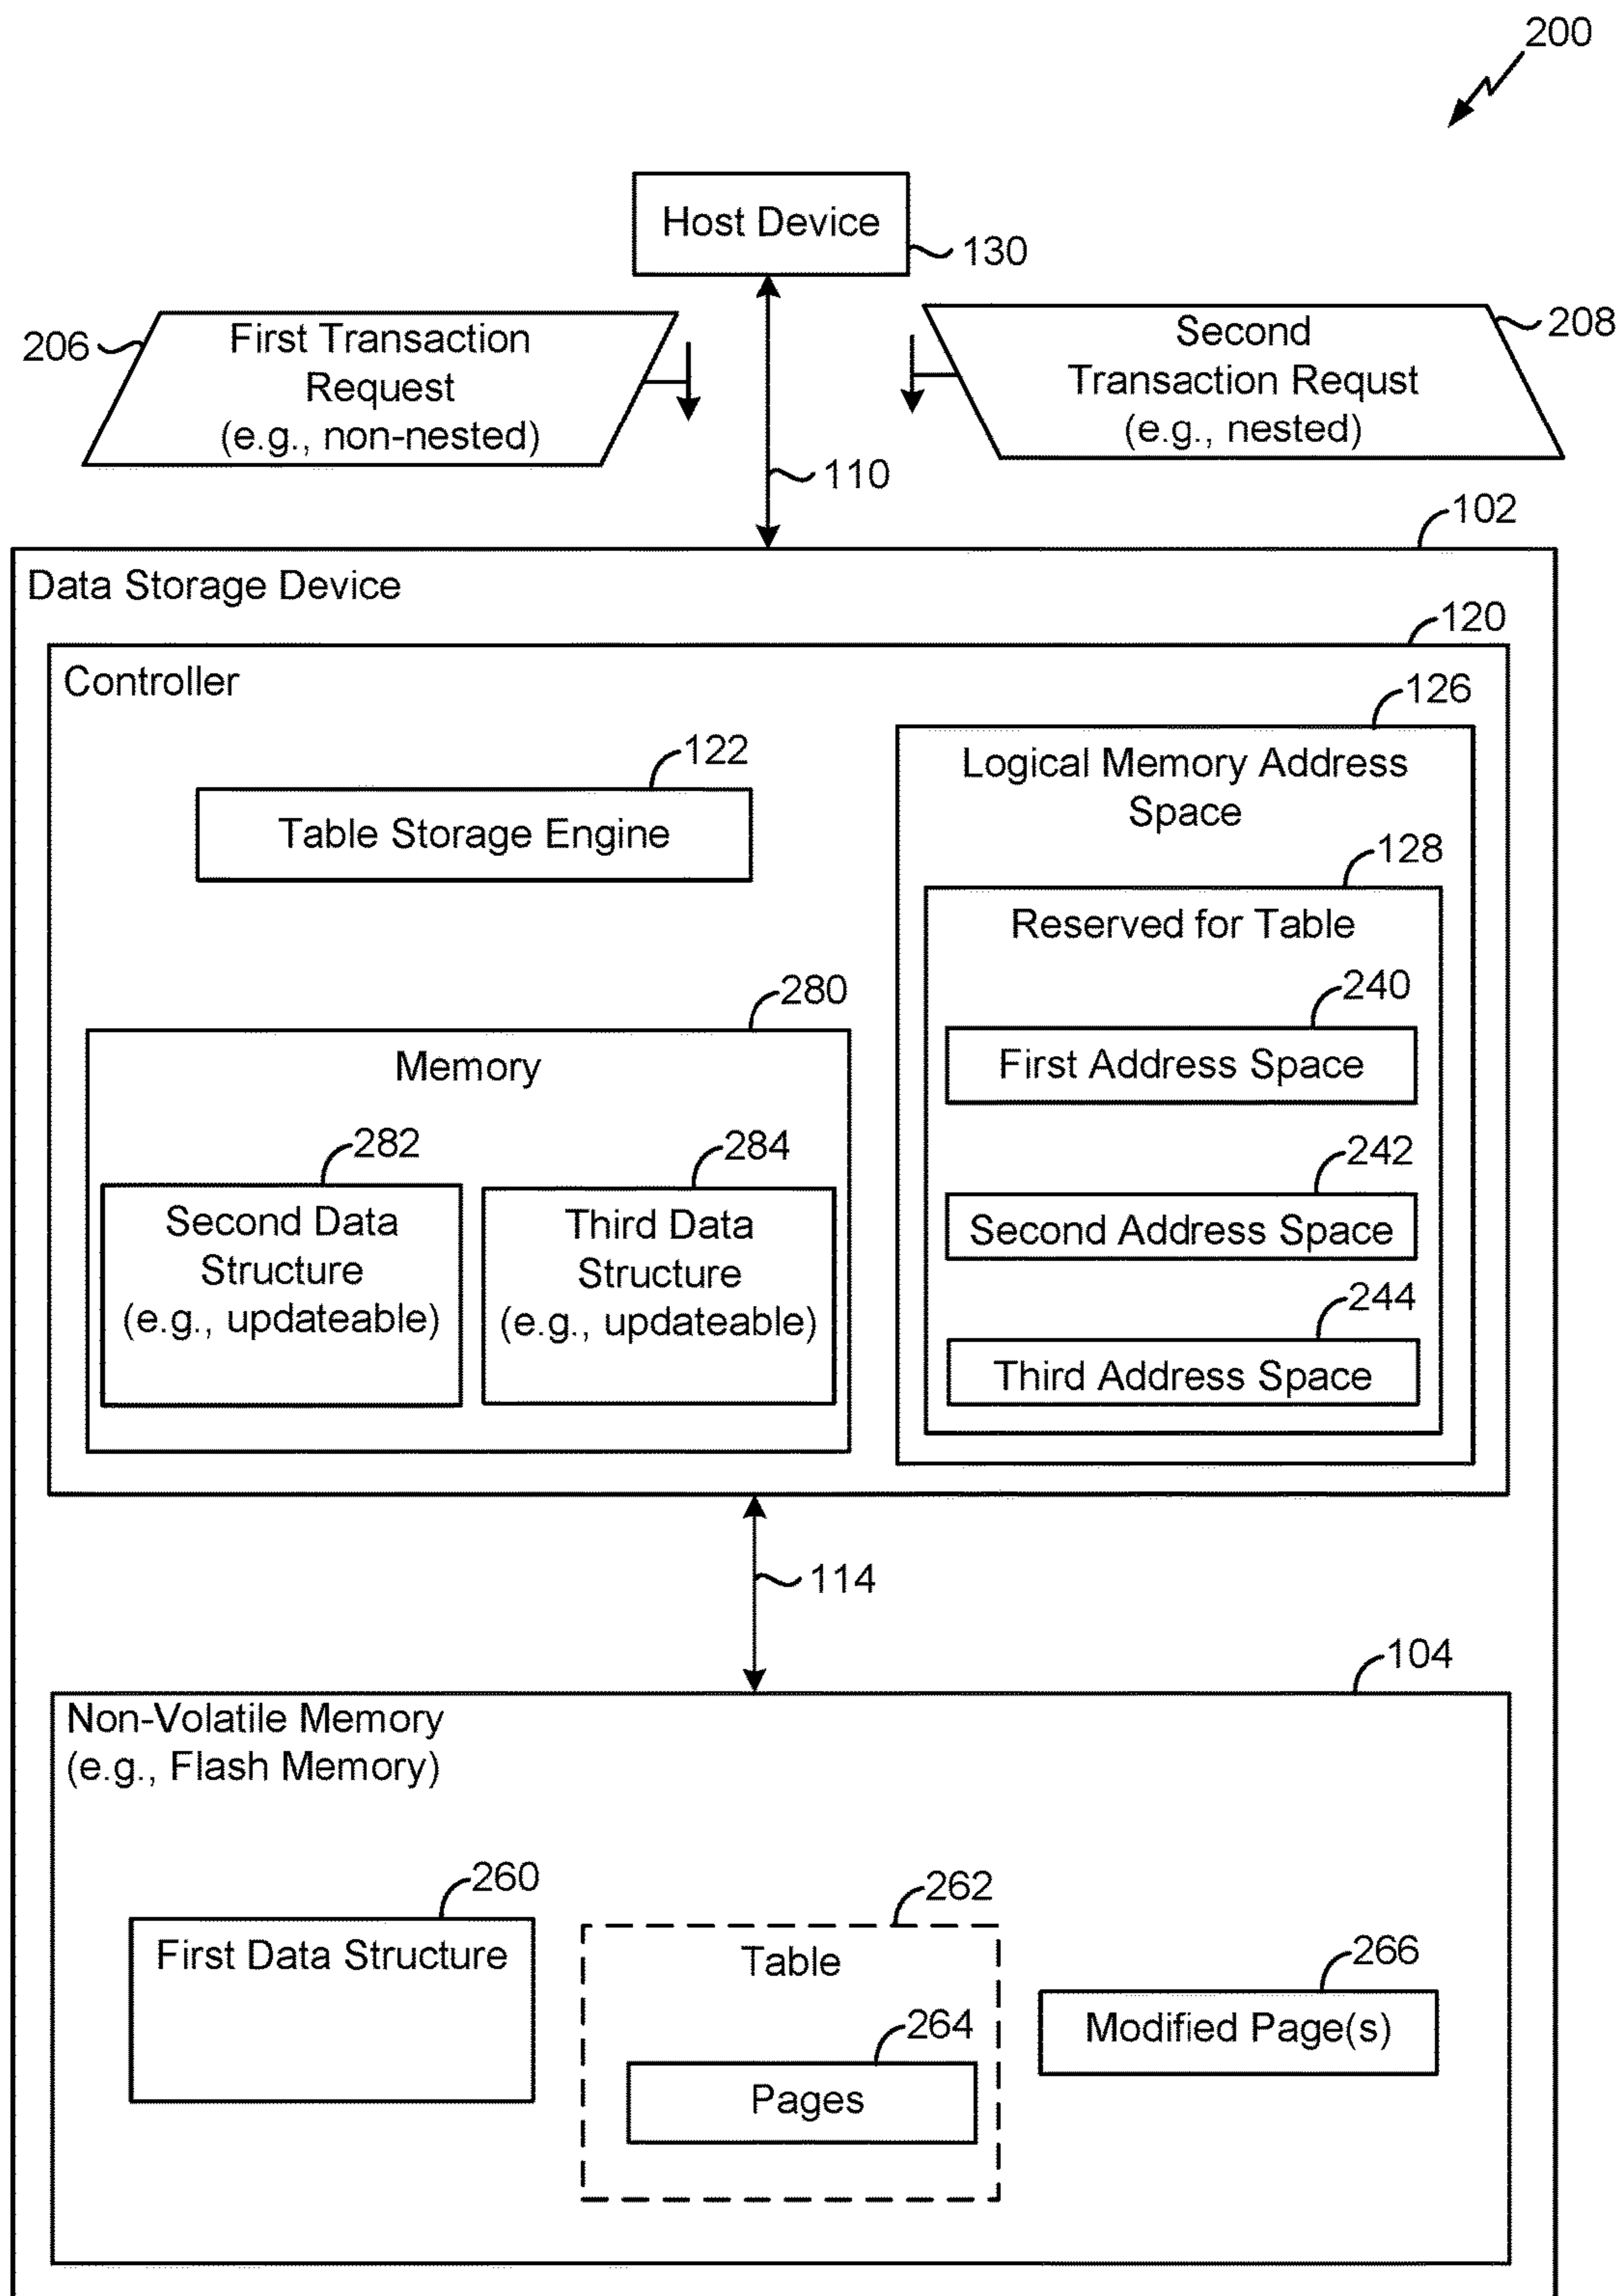 200
Host Device
130
206
First Transaction
Request
(e.g., non-nested)
Second
Transaction Requst
(e.g., nested)
208
110
102
Data Storage Device
120
Controller
126
122
Table Storage Engine
Logical Memory Address
Space
128
Reserved for Table
240
First Address Space
280
Memory
282
Second Data
Structure
(e.g., updateable)
284
Third Data
Structure
(e.g., updateable)
242
Second Address Space
244
Third Address Space
114
104
Non-Volatile Memory
(e.g., Flash Memory)
260
First Data Structure
262
Table
264
Pages
266
Modified Page(s)